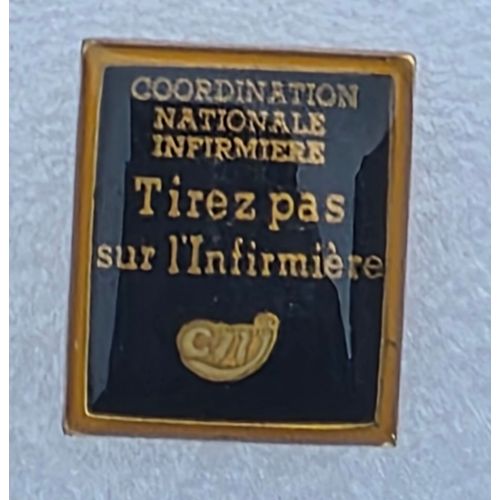 COORDINATION
NATIONALE
INFIRMIERE
Tirez pas
sur l'Infirmière